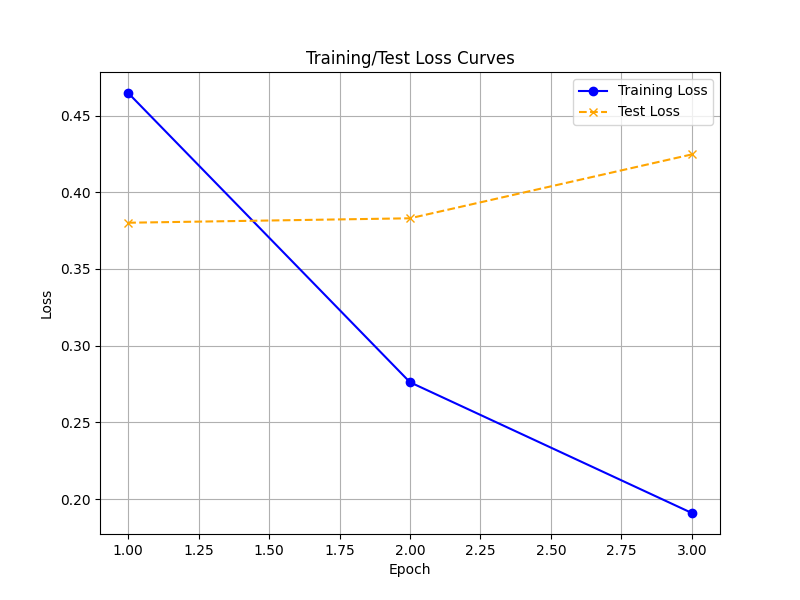 Training/Test Loss Curves
Training Loss
Test Loss
0.45
0.40
0.35
0.30
0.25
0.20
Loss
1.00 1.25 1.50 1.75 2.00 2.25 2.50 2.75 3.00
Epoch